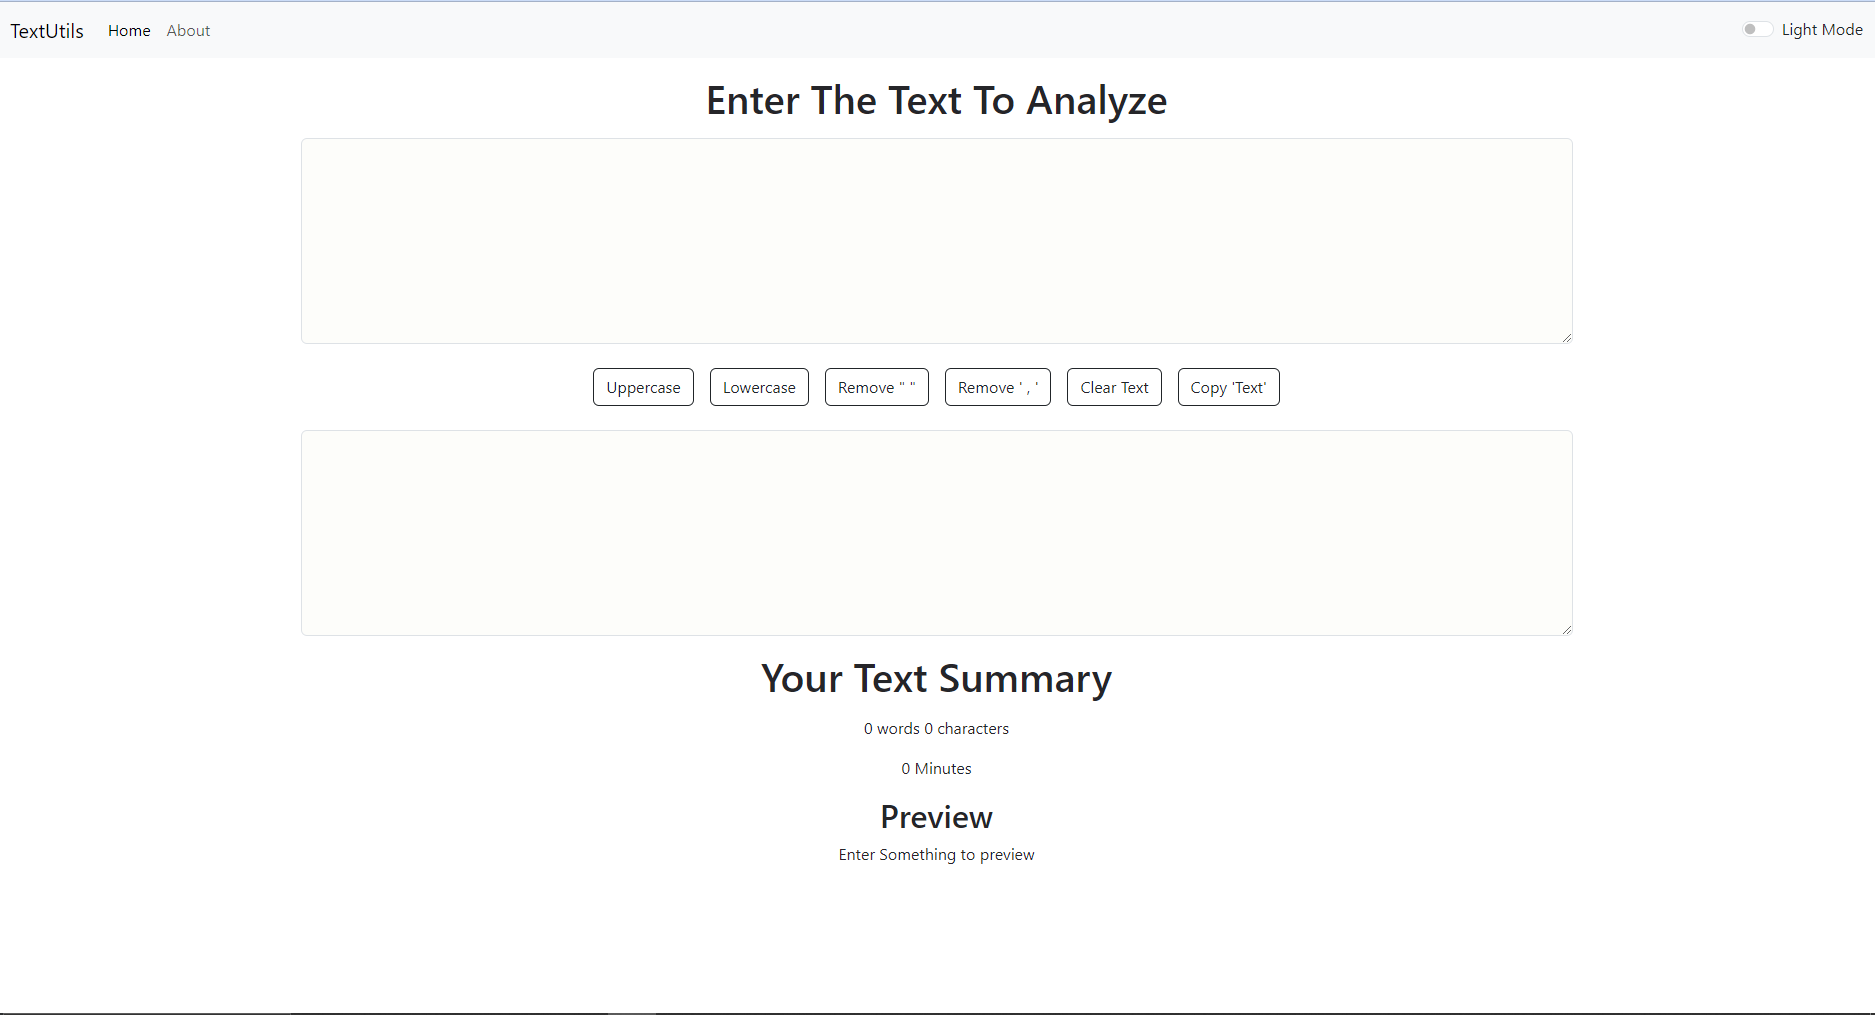 TextUtils Home About Light Mode
Enter The Text To Analyze
Uppercase Lowercase Remove " " Remove ' , ' Clear Text Copy 'Text'
Your Text Summary
0 words 0 characters
0 Minutes
Preview
Enter Something to preview